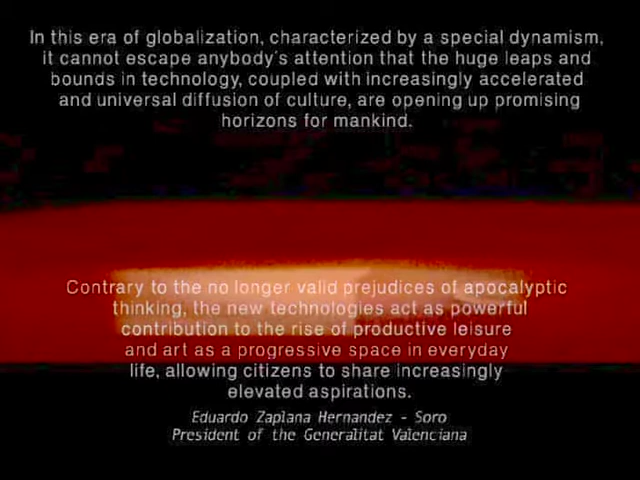 In this era of globalization, characterized by a special dynamism,
it cannot escape anybody's attention that the huge leaps and
bounds in technology, coupled with increasingly accelerated
and universal diffusion of culture, are opening up promising
horizons for mankind.
Contrary to the no longer valid prejudices of apocalyptic
thinking, the new technologies act as powerful
contribution to the rise of productive leisure
and art as a progressive space in everyday
life, allowing citizens to share increasingly
elevated aspirations.
Eduardo Zaplana Hernandez - Soro
President of the Generalitat Valenciana